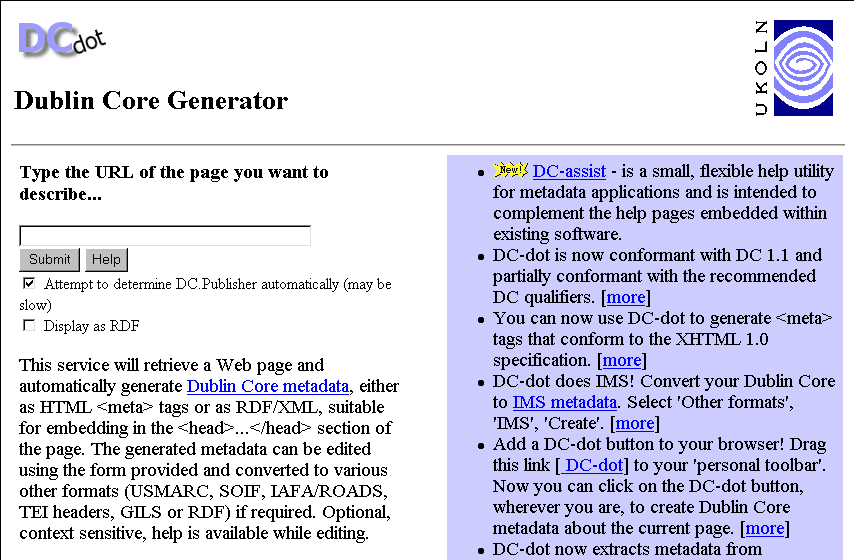 DCdot
UKOLN
Dublin Core Generator
Type the URL of the page you want to
describe...
Submit Help
Attempt to determine DC.Publisher automatically (may be
slow)
Display as RDF
This service will retrieve a Web page and
automatically generate Dublin Core metadata, either
as HTML <meta> tags or as RDF/XML, suitable
for embedding in the <head>...</head> section of
the page. The generated metadata can be edited
using the form provided and converted to various
other formats (USMARC, SOIF, IAFA/ROADS,
TEI headers, GILS or RDF) if required. Optional,
context sensitive, help is available while editing.
New! DC-assist - is a small, flexible help utility
for metadata applications and is intended to
complement the help pages embedded within
existing software.
DC-dot is now conformant with DC 1.1 and
partially conformant with the recommended
DC qualifiers. [more]
You can now use DC-dot to generate <meta>
tags that conform to the XHTML 1.0
specification. [more]
DC-dot does IMS! Convert your Dublin Core
to IMS metadata. Select 'Other formats',
'IMS', 'Create'. [more]
Add a DC-dot button to your browser! Drag
this link [ DC-dot] to your 'personal toolbar'.
Now you can click on the DC-dot button,
wherever you are, to create Dublin Core
metadata about the current page. [more]
DC-dot now extracts metadata from